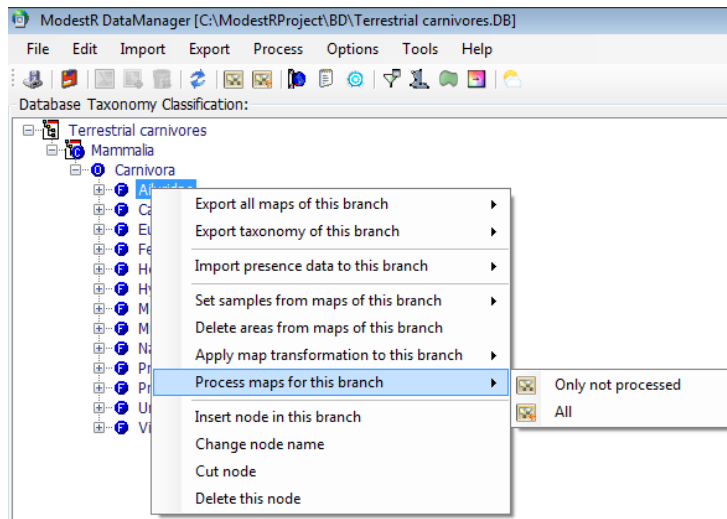 ModestR DataManager [C:\ModestRProject\BD\Terrestrial carnivores.DB]
File Edit Import Export Process Options Tools Help
Database Taxonomy Classification:
Terrestrial carnivores
Mammalia
Carnivora
Export all maps of this branch
Export taxonomy of this branch
Import presence data to this branch
Set samples from maps of this branch
Delete areas from maps of this branch
Apply map transformation to this branch
Process maps for this branch
Only not processed
All
Insert node in this branch
Change node name
Cut node
Delete this node